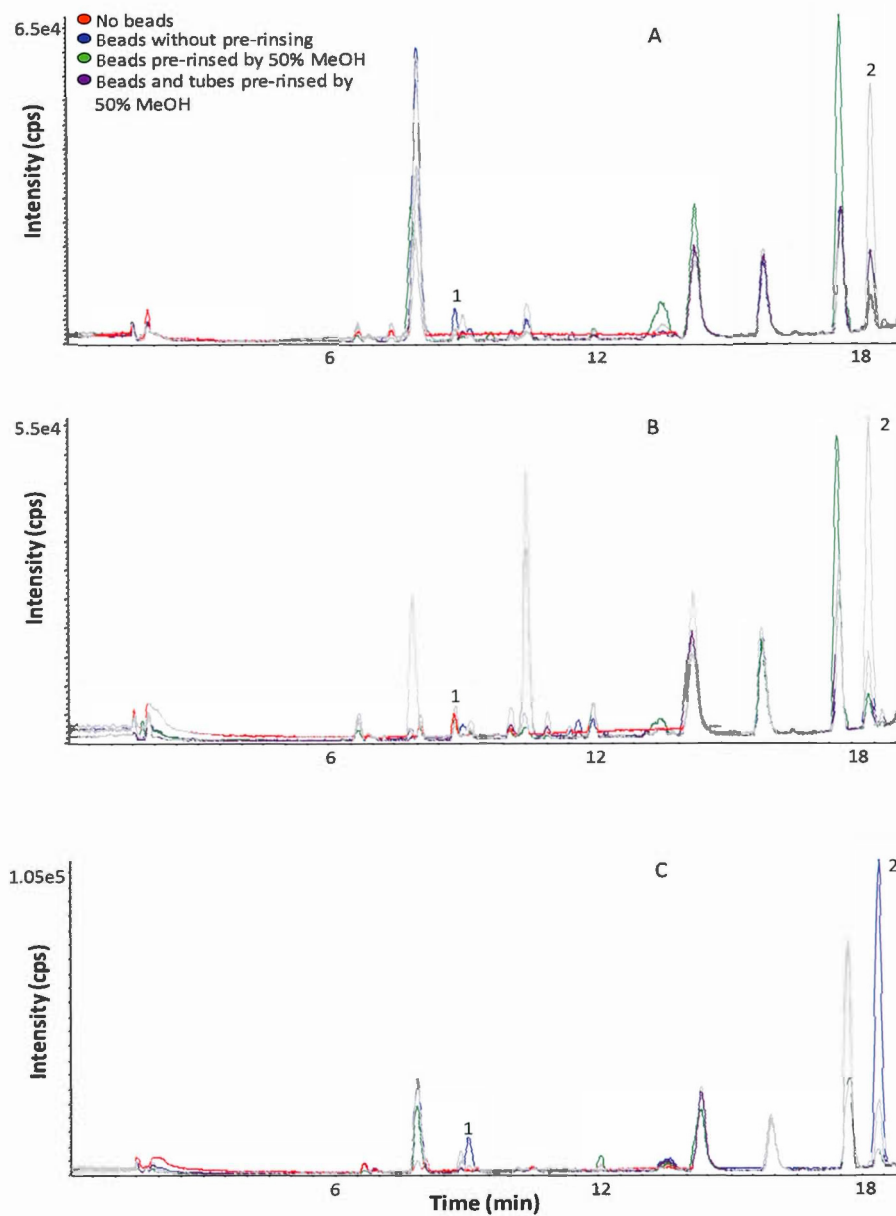 No beads
Beads without pre-rinsing
Beads pre-rinsed by 50% MeOH
Beads and tubes pre-rinsed by
50% MeOH
6.5e4
A
2
1
Intensity (cps)
6
12
18
5.5e4
B
2
1
Intensity (cps)
6
12
18
1.05e5
C
2
1
Intensity (cps)
6
12
18
Time (min)